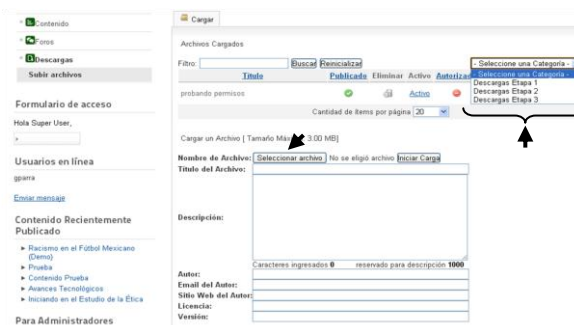 Contenido
Foros
Descargas
Subir archivos
Formulario de acceso
Hola Super User,
Usuarios en línea
gparra
Enviar mensaje
Contenido Recientemente
Publicado
Racismo en el Fútbol Mexicano
(Demo)
Prueba
Contenido Prueba
Avances Tecnológicos
Iniciando en el Estudio de la Ética
Para Administradores
Cargar
Archivos Cargados
Filtro: Buscar Reinicializar
- Seleccione una Categoría -
- Seleccione una Categoría -
Descargas Etapa 1
Descargas Etapa 2
Descargas Etapa 3
Título Publicado Eliminar Activo
probando permisos Activo
Cantidad de ítems por página 20
Cargar un Archivo [ Tamaño 3.00 MB]
Nombre de Archivo: Seleccionar archivo No se eligió archivo Iniciar Carga
Título del Archivo:
Descripción:
Caracteres ingresados 0 reservado para descripción 1000
Autor:
Email del Autor:
Sitio Web del Autor:
Licencia:
Versión: